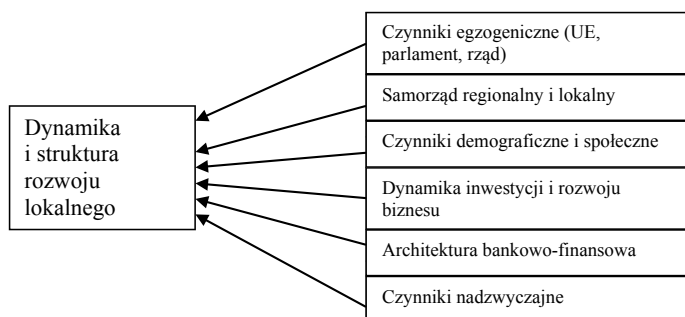 Dynamika
i struktura
rozwoju
lokalnego
Czynniki egzogeniczne (UE,
parlament, rząd)
Samorząd regionalny i lokalny
Czynniki demograficzne i społeczne
Dynamika inwestycji i rozwoju
biznesu
Architektura bankowo-finansowa
Czynniki nadzwyczajne